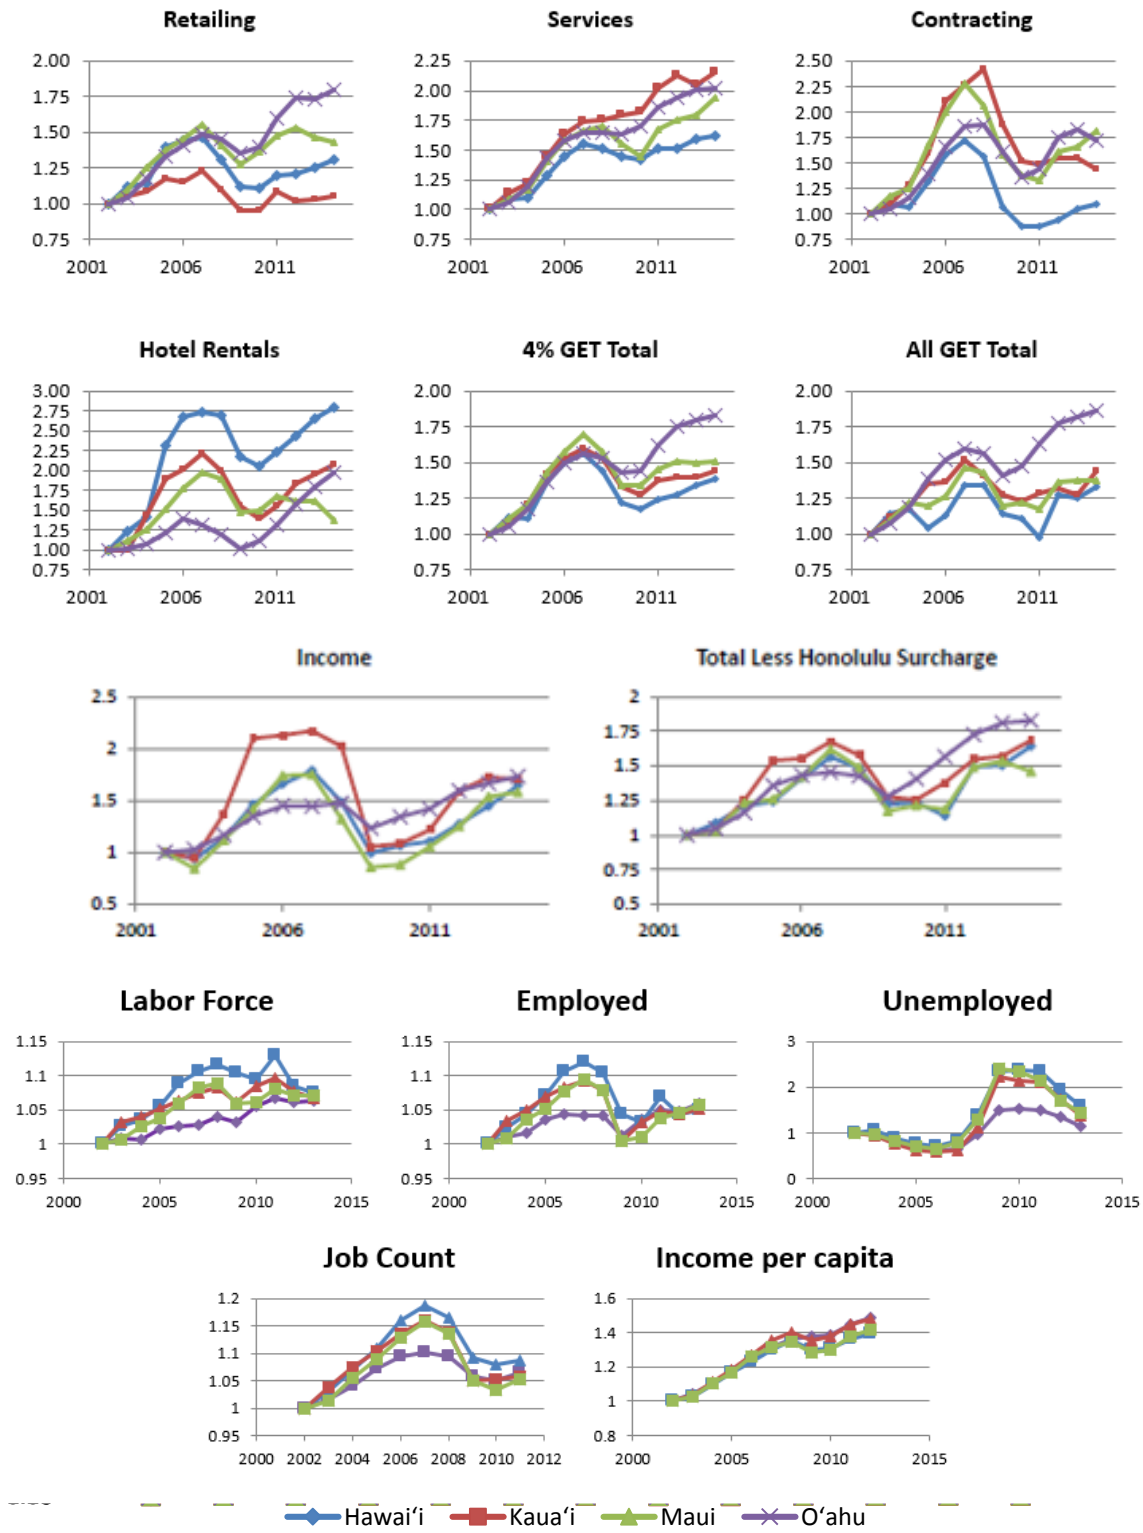 Retailing Services Contracting
2.00 2.25 2.50
1.75 2.00 2.25
1.50 1.75 2.00
1.25 1.50 1.75
1.00 1.25 1.50
0.75 1.00 1.25
0.75 1.00
0.75
2001 2006 2011 2001 2006 2011 2001 2006 2011
Hotel Rentals 4% GET Total All GET Total
3.00 2.00 2.00
2.75 1.75 1.75
2.50 1.50 1.50
2.25 1.25 1.25
2.00 1.00 1.00
1.75 0.75 0.75
1.50
1.25
1.00
0.75
2001 2006 2011 2001 2006 2011 2001 2006 2011
Income Total Less Honolulu Surcharge
2.5 2
2 1.75
1.5 1.5
1 1.25
0.5 1
0.75
0.5
2001 2006 2011 2001 2006 2011
Labor Force Employed Unemployed
1.15 1.15 3
1.1 1.1 2
1.05 1.05 1
1 1 0
0.95 0.95
2000 2005 2010 2015 2000 2005 2010 2015 2000 2005 2010 2015
Job Count Income per capita
1.2 1.6
1.15 1.4
1.1 1.2
1.05 1
1 0.8
0.95
2000 2002 2004 2006 2008 2010 2012 2000 2005 2010 2015
Hawai‘i Kaua‘i Maui O‘ahu